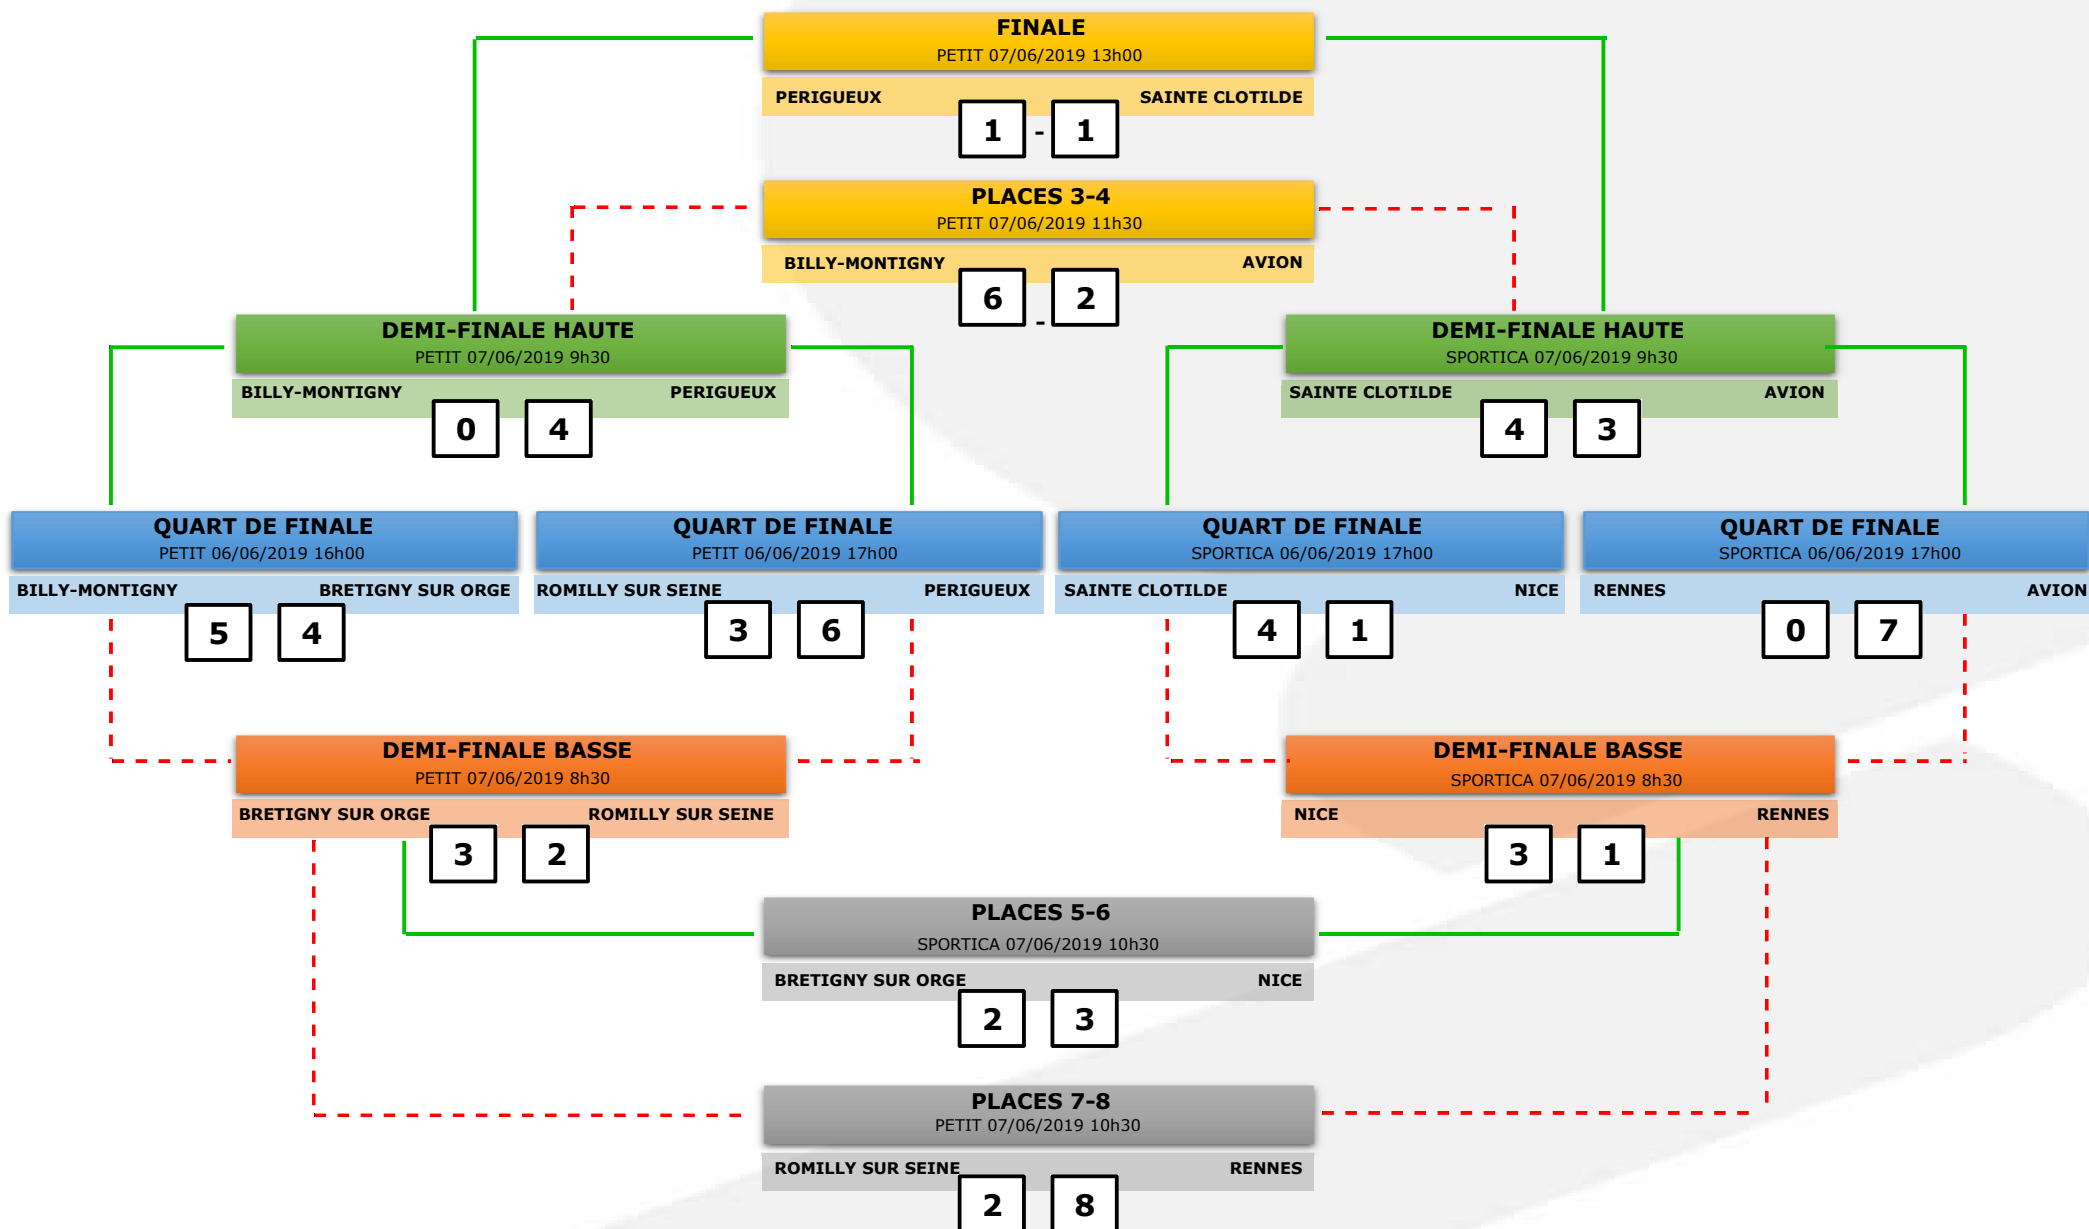 FINALE
PETIT 07/06/2019 13h00
PERIGUEUX SAINTE CLOTILDE
1 - 1
PLACES 3-4
PETIT 07/06/2019 11h30
BILLY-MONTIGNY AVION
6 - 2
DEMI-FINALE HAUTE
PETIT 07/06/2019 9h30
BILLY-MONTIGNY PERIGUEUX
0 4
DEMI-FINALE HAUTE
SPORTICA 07/06/2019 9h30
SAINTE CLOTILDE AVION
4 3
QUART DE FINALE
PETIT 06/06/2019 16h00
BILLY-MONTIGNY BRETIGNY SUR ORGE
5 4
QUART DE FINALE
PETIT 06/06/2019 17h00
ROMILLY SUR SEINE PERIGUEUX
3 6
QUART DE FINALE
SPORTICA 06/06/2019 17h00
SAINTE CLOTILDE NICE
4 1
QUART DE FINALE
SPORTICA 06/06/2019 17h00
RENNES AVION
0 7
DEMI-FINALE BASSE
PETIT 07/06/2019 8h30
BRETIGNY SUR ORGE ROMILLY SUR SEINE
3 2
DEMI-FINALE BASSE
SPORTICA 07/06/2019 8h30
NICE RENNES
3 1
PLACES 5-6
SPORTICA 07/06/2019 10h30
BRETIGNY SUR ORGE NICE
2 3
PLACES 7-8
PETIT 07/06/2019 10h30
ROMILLY SUR SEINE RENNES
2 8